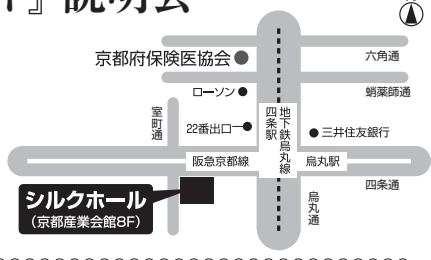 』説明会
京都府保険医協会
六角通
ローソン
蛸薬師通
室町通
22番出口
地下鉄烏丸線
四条駅
三井住友銀行
阪急京都線
烏丸駅
四条通
シルクホール
(京都産業会館8F)
烏丸通